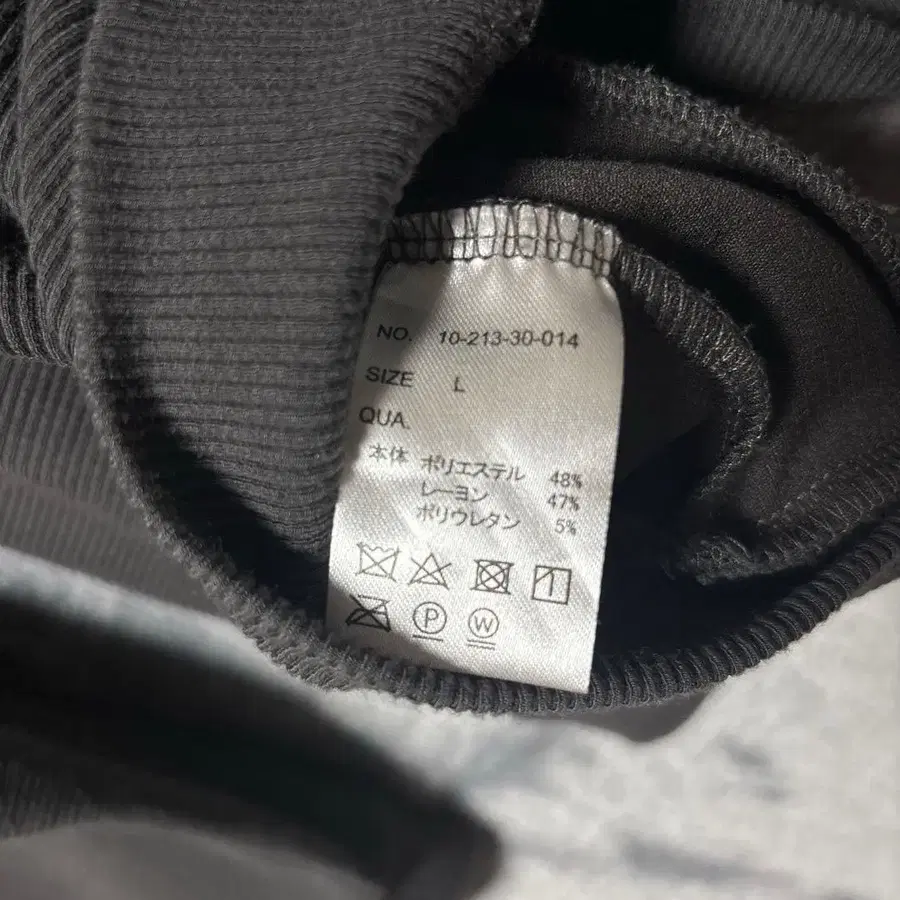 NO. 10-213-30-014
SIZE L
QUA.
本体 ポリエステル 48%
レーヨン 47%
ポリウレタン 5%
P W